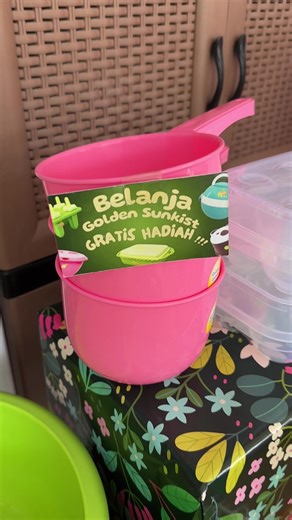 Belanja
Golden Sunkist
GRATIS HADIAH !!!